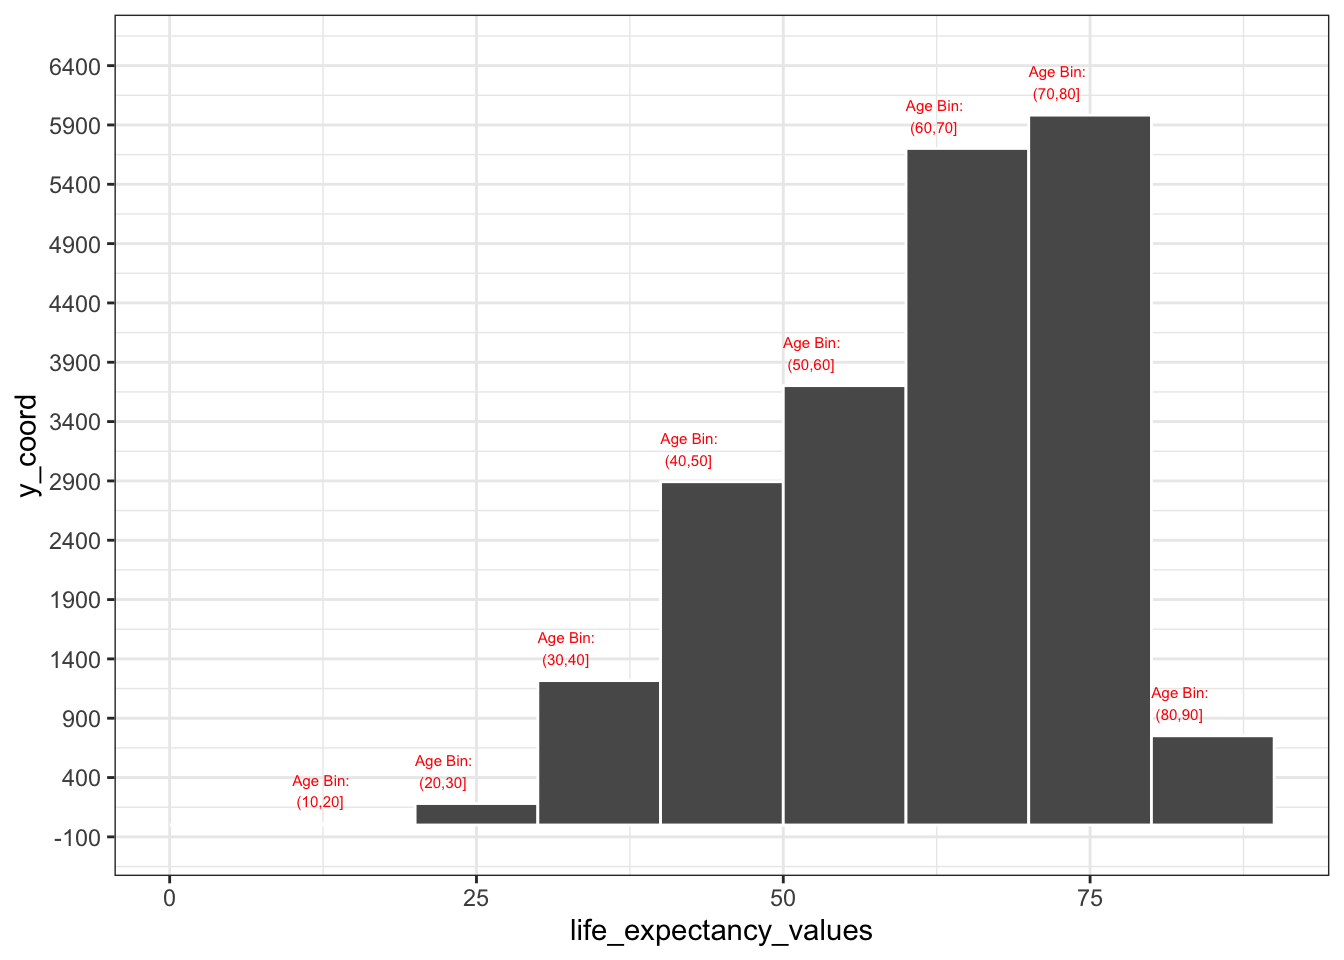 6400
5900
5400
4900
4400
3900
3400
2900
2400
1900
1400
900
400
-100
y_coord
Age Bin:
(10,20]
Age Bin:
(20,30]
Age Bin:
(30,40]
Age Bin:
(40,50]
Age Bin:
(50,60]
Age Bin:
(60,70]
Age Bin:
(70,80]
Age Bin:
(80,90]
0
25
50
75
life_expectancy_values